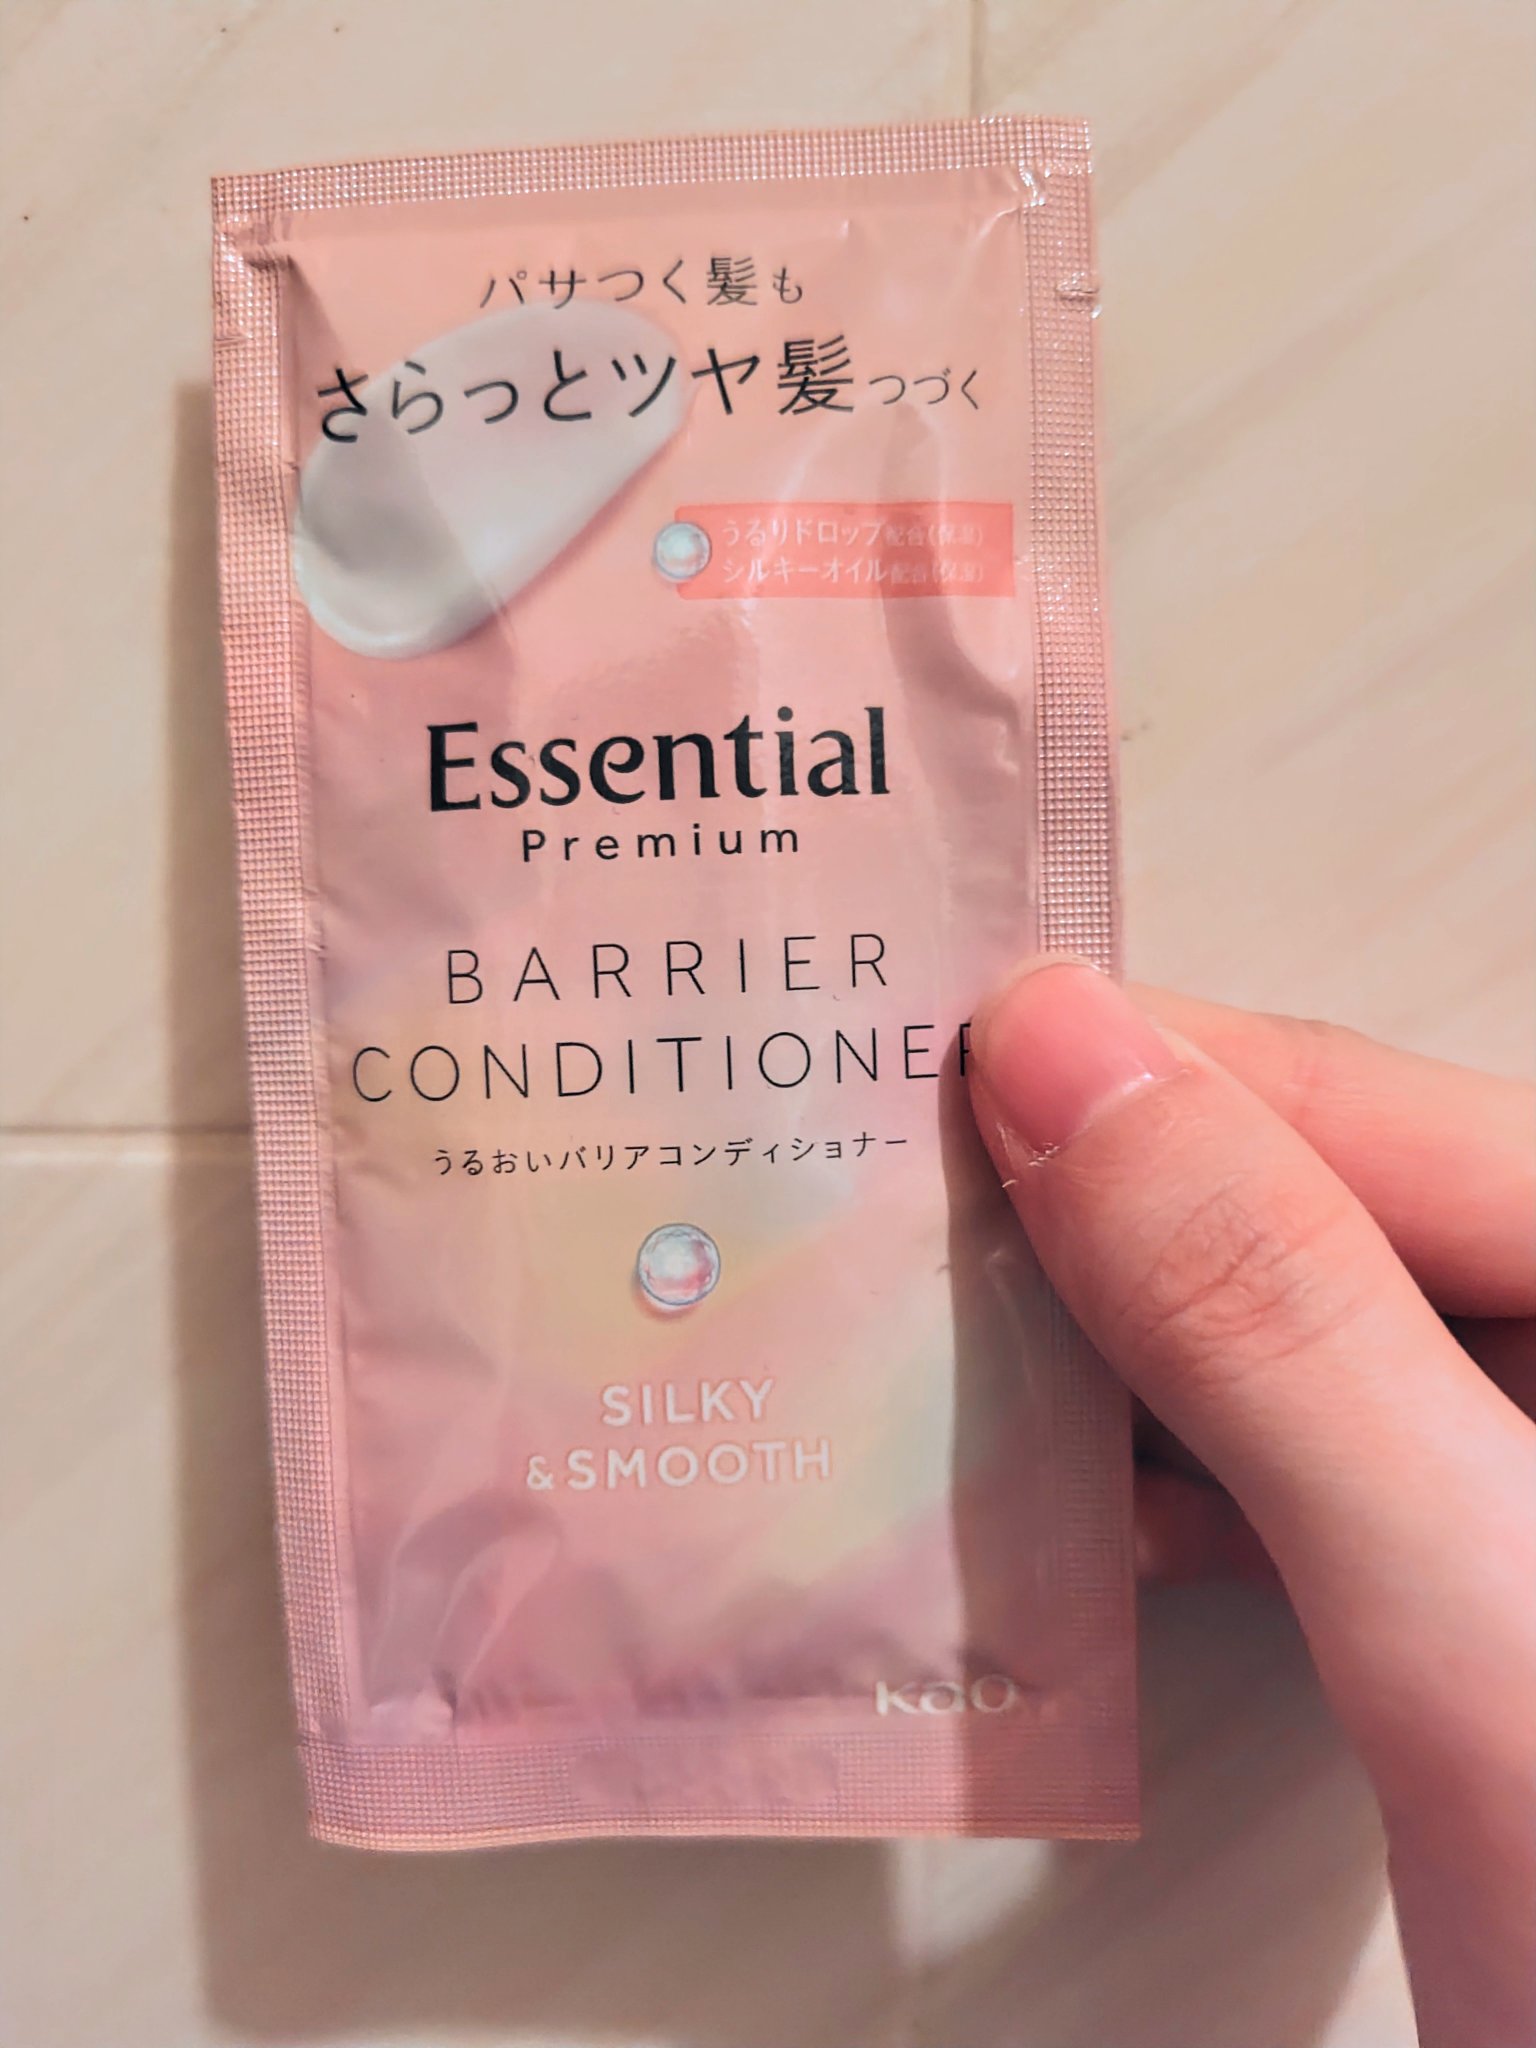 パサつく髪も
さらっとツヤ髪つづく
うるりドロップ配合(保湿)
シルキーオイル配合(保湿)
Essential
Premium
BARRIER
CONDITIONER
うるおいバリアコンディショナー
SILKY
&SMOOTH
Kao